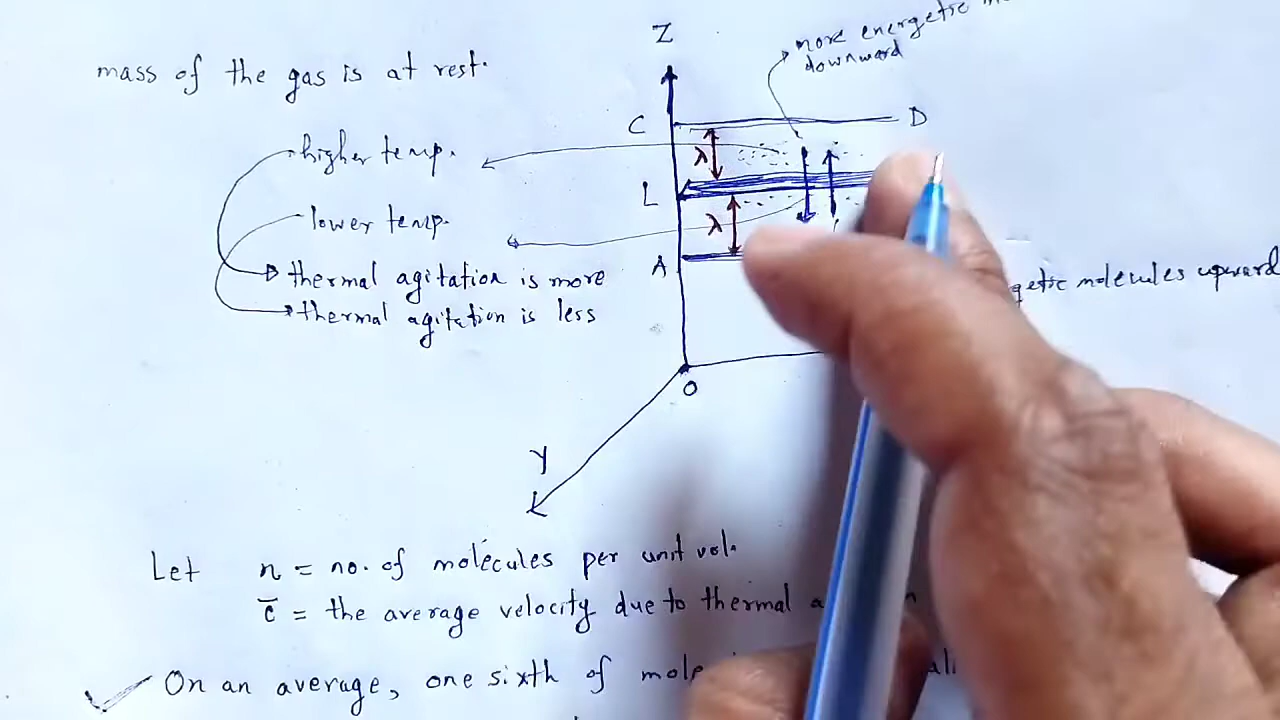 mass of the gas is at rest.
Z
more energetic
downward
C
D
higher temp.
λ
L
lower temp.
λ
A
thermal agitation is more
molecules upward
thermal agitation is less
O
Y
Let n = no. of molecules per unit vol.
c̅ = the average velocity due to thermal
On an average, one sixth of